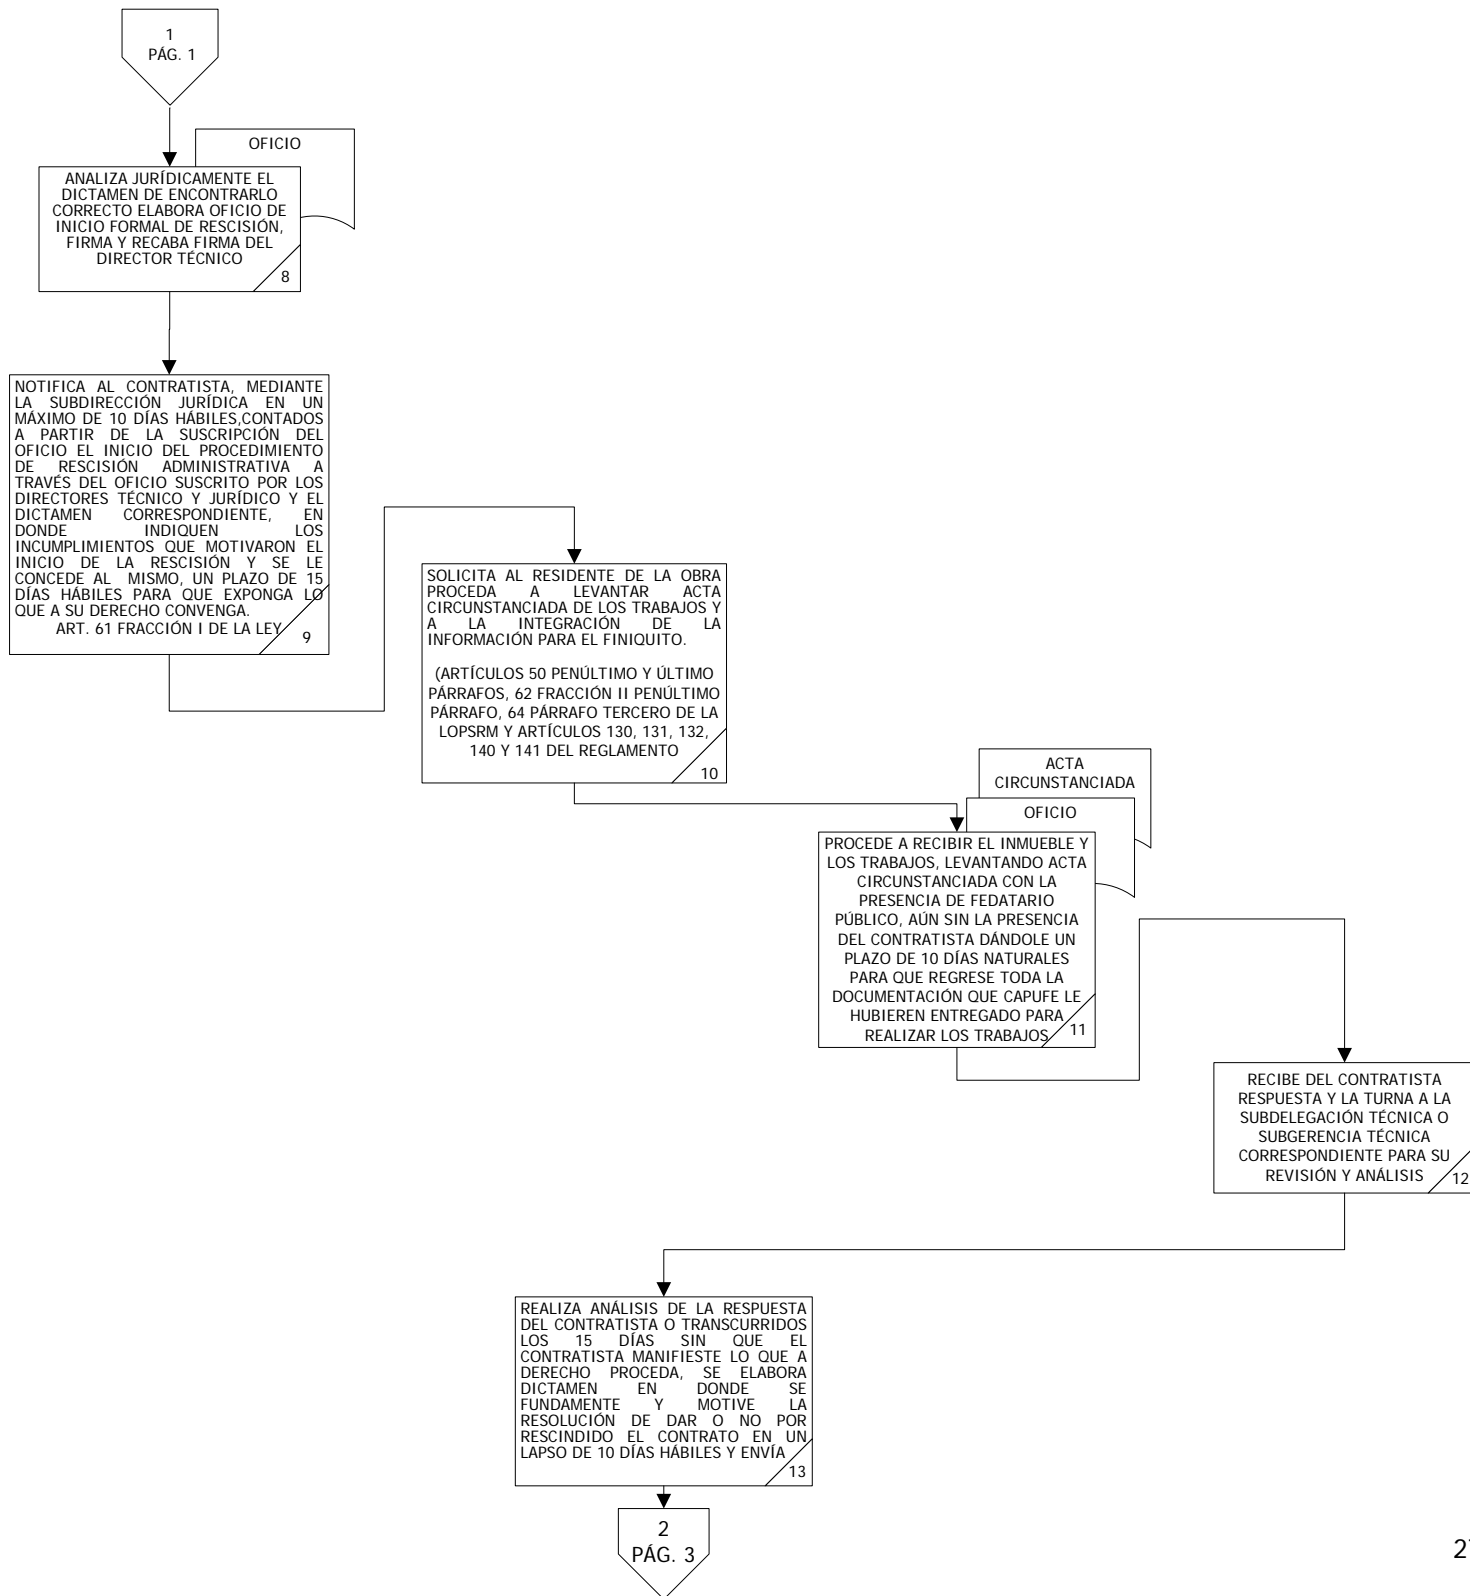 1
PÁG. 1
OFICIO
ANALIZA JURÍDICAMENTE EL
DICTAMEN DE ENCONTRARLO
CORRECTO ELABORA OFICIO DE
INICIO FORMAL DE RESCISIÓN,
FIRMA Y RECABA FIRMA DEL
DIRECTOR TÉCNICO
8
NOTIFICA AL CONTRATISTA, MEDIANTE
LA SUBDIRECCIÓN JURÍDICA EN UN
MÁXIMO DE 10 DÍAS HÁBILES,CONTADOS
A PARTIR DE LA SUSCRIPCIÓN DEL
OFICIO EL INICIO DEL PROCEDIMIENTO
DE RESCISIÓN ADMINISTRATIVA A
TRAVÉS DEL OFICIO SUSCRITO POR LOS
DIRECTORES TÉCNICO Y JURÍDICO Y EL
DICTAMEN CORRESPONDIENTE, EN
DONDE INDIQUEN LOS
INCUMPLIMIENTOS QUE MOTIVARON EL
INICIO DE LA RESCISIÓN Y SE LE
CONCEDE AL MISMO, UN PLAZO DE 15
DÍAS HÁBILES PARA QUE EXPONGA LO
QUE A SU DERECHO CONVENGA.
ART. 61 FRACCIÓN I DE LA LEY
9
SOLICITA AL RESIDENTE DE LA OBRA
PROCEDA A LEVANTAR ACTA
CIRCUNSTANCIADA DE LOS TRABAJOS Y
A LA INTEGRACIÓN DE LA
INFORMACIÓN PARA EL FINIQUITO.
(ARTÍCULOS 50 PENÚLTIMO Y ÚLTIMO
PÁRRAFOS, 62 FRACCIÓN II PENÚLTIMO
PÁRRAFO, 64 PÁRRAFO TERCERO DE LA
LOPSRM Y ARTÍCULOS 130, 131, 132,
140 Y 141 DEL REGLAMENTO
10
ACTA
CIRCUNSTANCIADA
OFICIO
PROCEDE A RECIBIR EL INMUEBLE Y
LOS TRABAJOS, LEVANTANDO ACTA
CIRCUNSTANCIADA CON LA
PRESENCIA DE FEDATARIO
PÚBLICO, AÚN SIN LA PRESENCIA
DEL CONTRATISTA DÁNDOLE UN
PLAZO DE 10 DÍAS NATURALES
PARA QUE REGRESE TODA LA
DOCUMENTACIÓN QUE CAPUFE LE
HUBIEREN ENTREGADO PARA
REALIZAR LOS TRABAJOS
11
RECIBE DEL CONTRATISTA
RESPUESTA Y LA TURNA A LA
SUBDELEGACIÓN TÉCNICA O
SUBGERENCIA TÉCNICA
CORRESPONDIENTE PARA SU
REVISIÓN Y ANÁLISIS
12
REALIZA ANÁLISIS DE LA RESPUESTA
DEL CONTRATISTA O TRANSCURRIDOS
LOS 15 DÍAS SIN QUE EL
CONTRATISTA MANIFIESTE LO QUE A
DERECHO PROCEDA, SE ELABORA
DICTAMEN EN DONDE SE
FUNDAMENTE Y MOTIVE LA
RESOLUCIÓN DE DAR O NO POR
RESCINDIDO EL CONTRATO EN UN
LAPSO DE 10 DÍAS HÁBILES Y ENVÍA
13
2
PÁG. 3